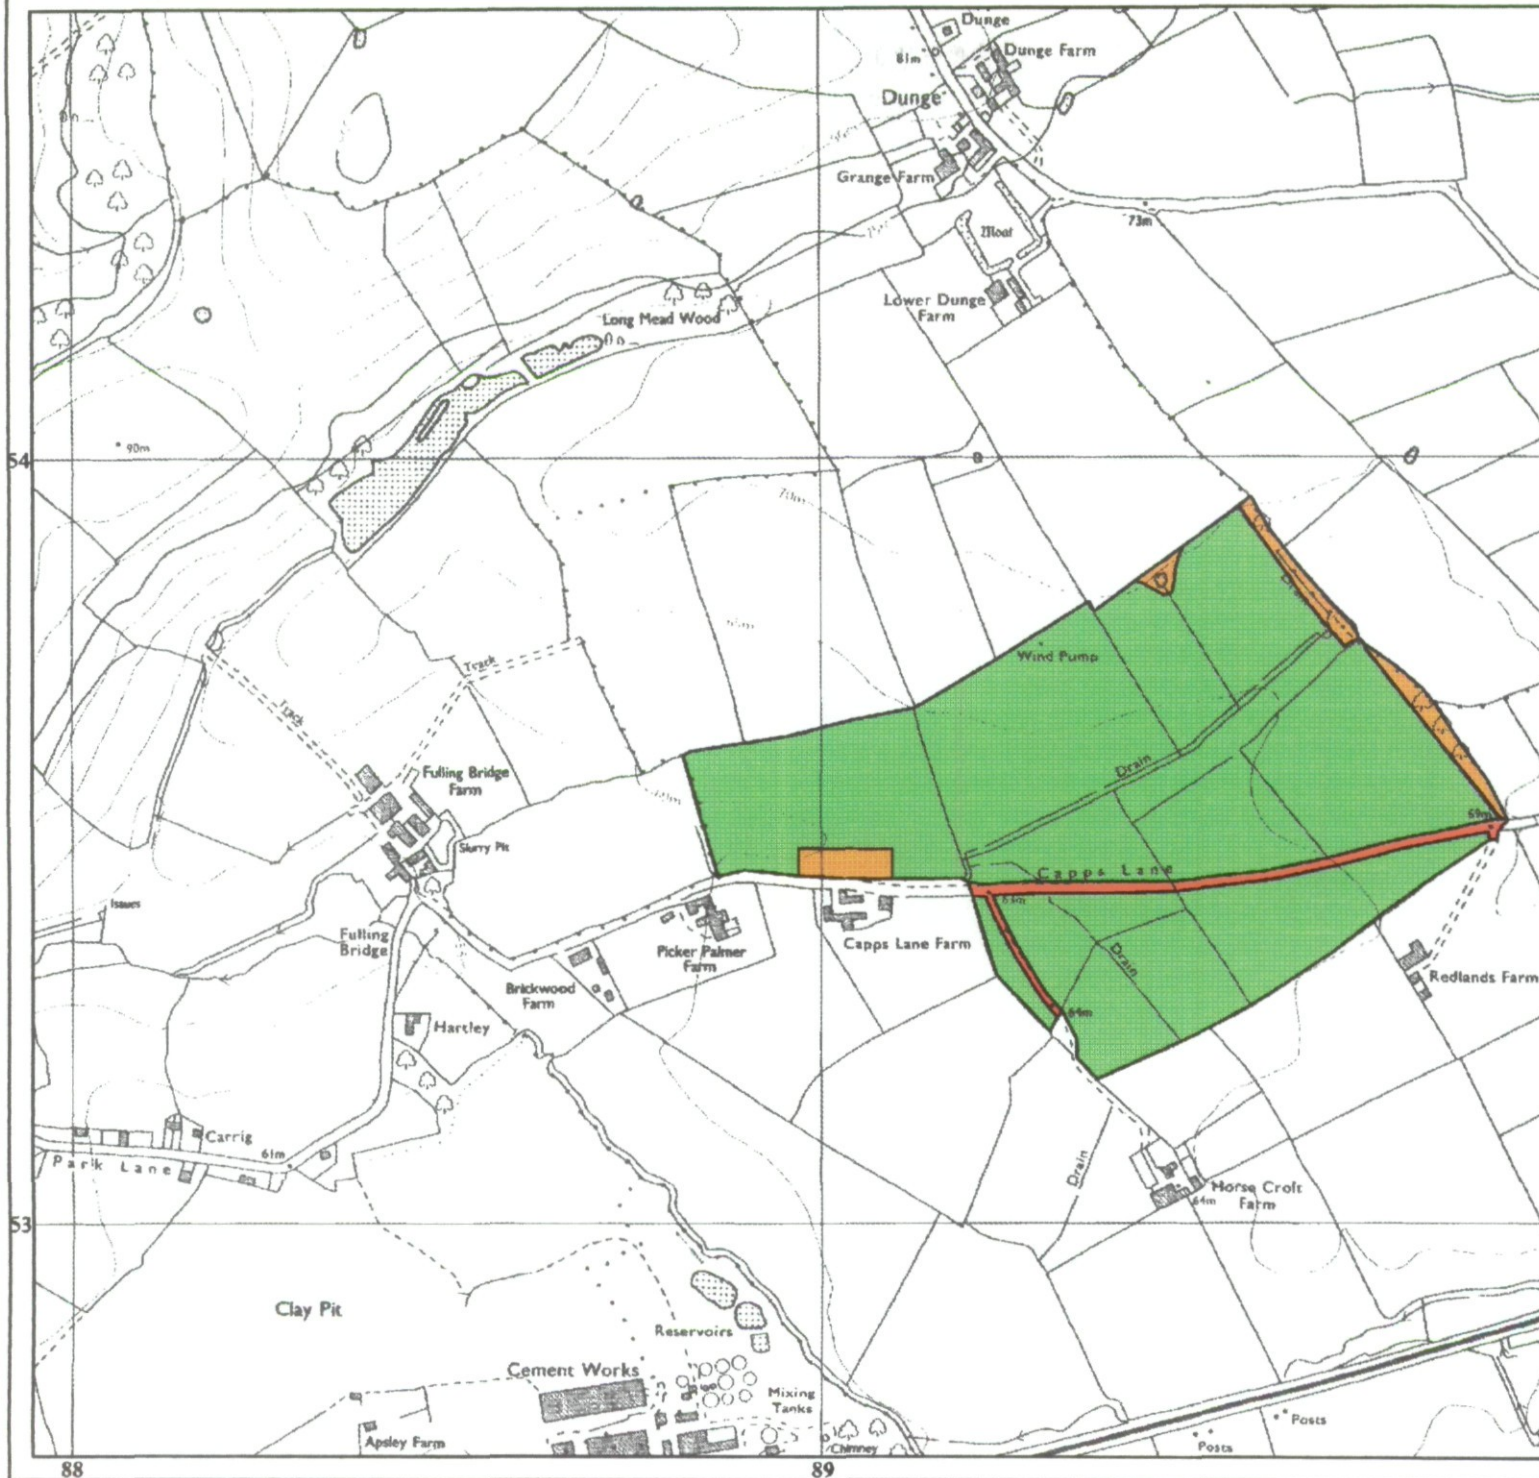 Dunge
81m
Dunge Farm
Dunge
Grange Farm
Moat
73m
Lower Dunge
Farm
Long Mead Wood
54
90m
70m
Wind Pump
Track
Track
Fulling Bridge
Farm
Slurry Pit
Drain
69m
Capps Lane
Issues
Fulling
Bridge
Picker Palmer
Farm
Capps Lane Farm
Drain
Redlands Farm
Brickwood
Farm
64m
Hartley
Carrig
Park Lane
61m
Drain
Horse Croft
Farm
64m
53
Clay Pit
Reservoirs
Cement Works
Mixing
Tanks
Apsley Farm
Chimney
Posts
Posts
88
89